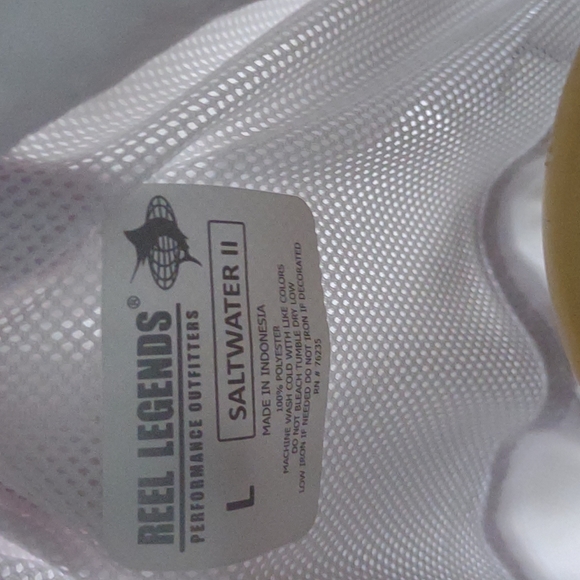 REEL LEGENDS®
PERFORMANCE OUTFITTERS
L SALTWATER II
MADE IN INDONESIA
100% POLYESTER
MACHINE WASH COLD WITH LIKE COLORS
DO NOT BLEACH TUMBLE DRY LOW
LOW IRON IF NEEDED DO NOT IRON IF DECORATED
RN # 76235